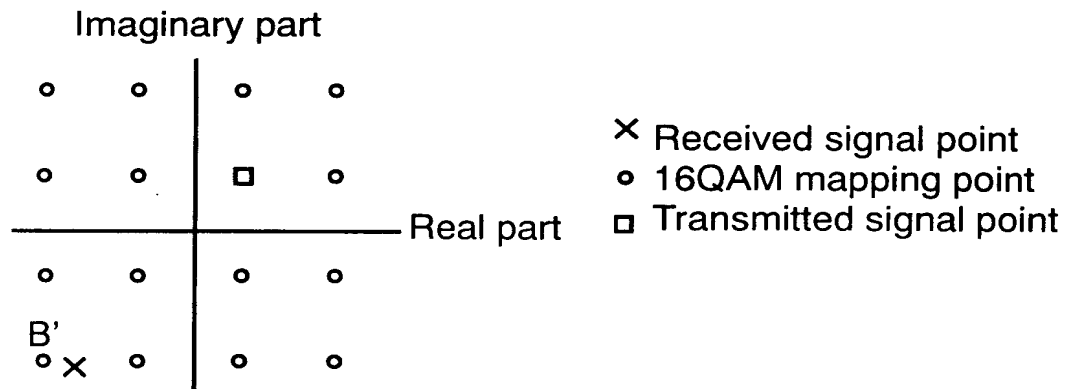 Imaginary part
Real part
B'
Received signal point
16QAM mapping point
Transmitted signal point